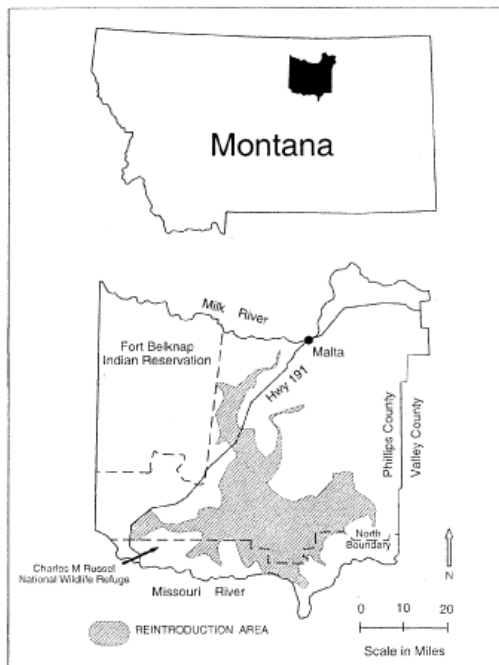 Montana
Milk River
Fort Belknap
Indian Reservation
Malta
Hwy 191
Phillips County
Valley County
North
Boundary
Charles M Russel
National Wildlife Refuge
Missouri River
N
0 10 20
REINTRODUCTION AREA
Scale in Miles